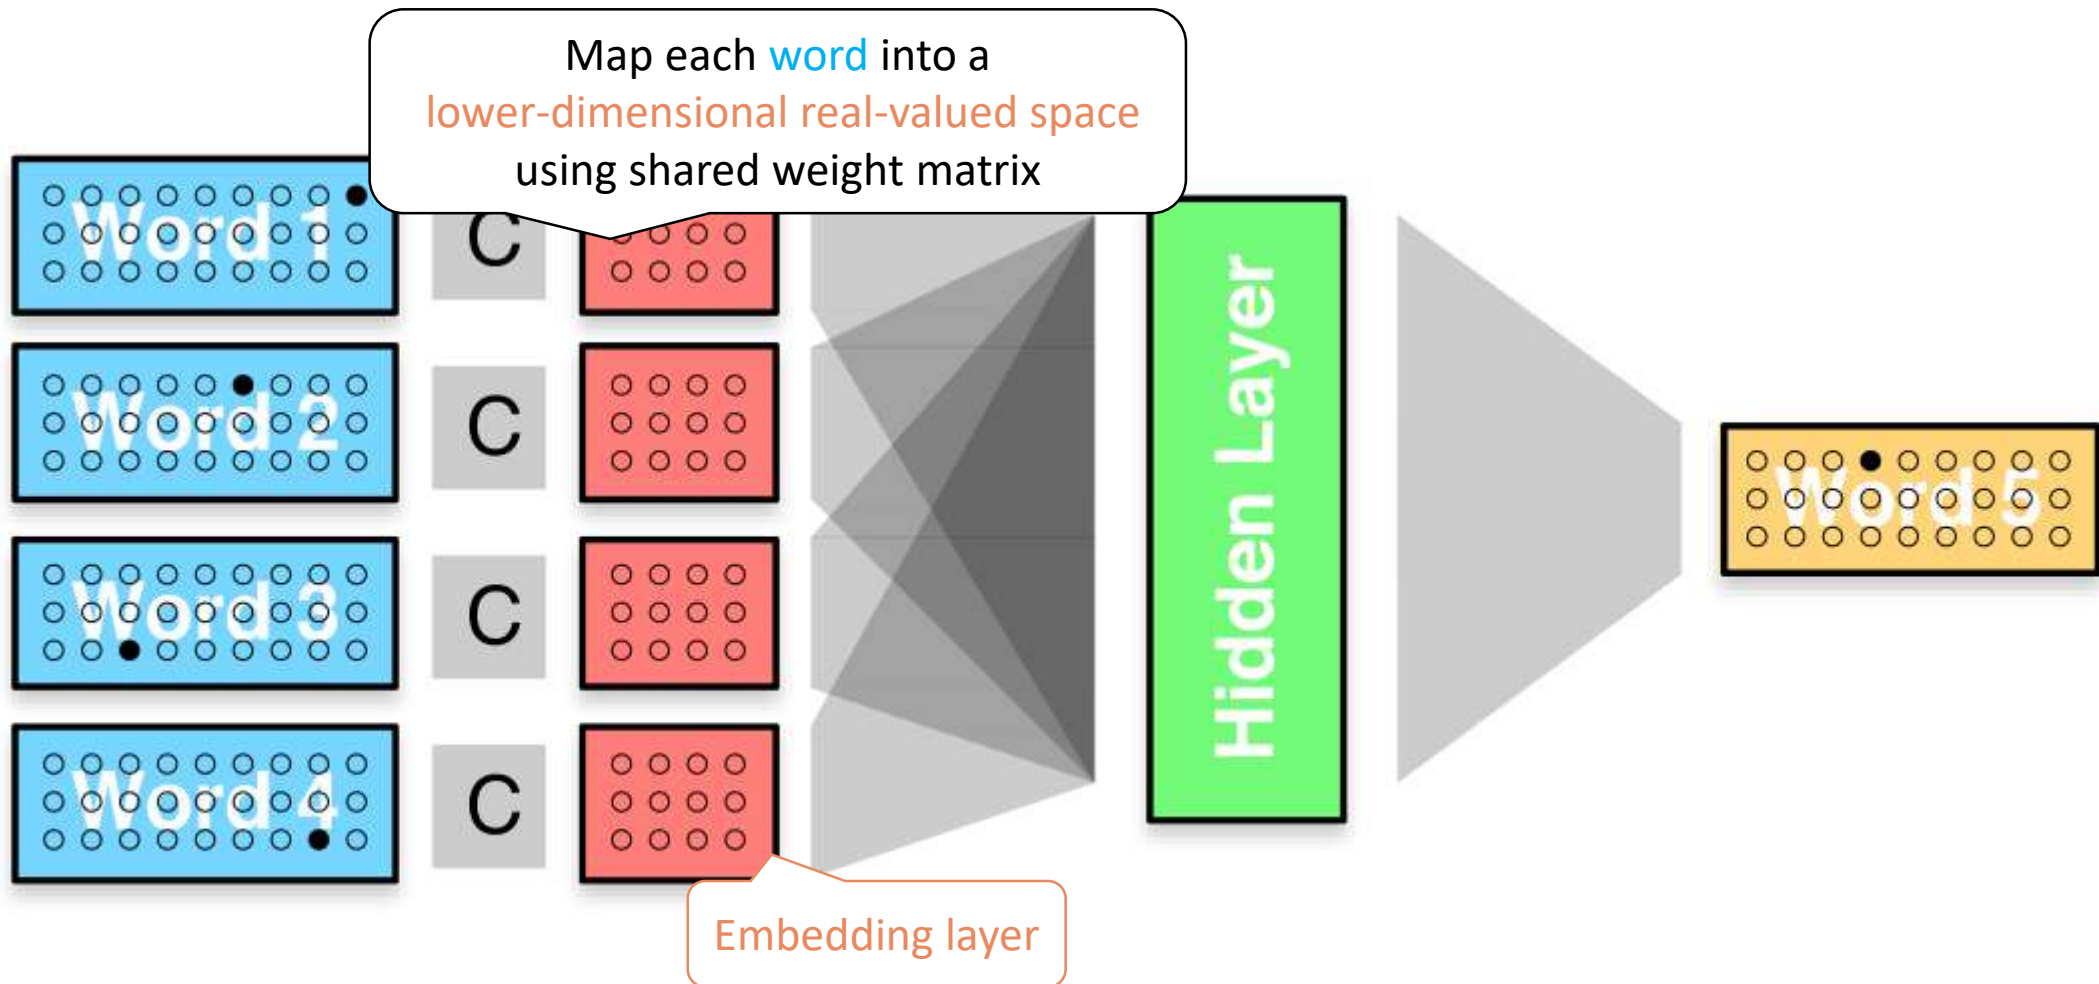 Map each word into a
lower-dimensional real-valued space
using shared weight matrix
Word 1
C
Word 2
C
Word 3
C
Word 4
C
Hidden Layer
Word 5
Embedding layer